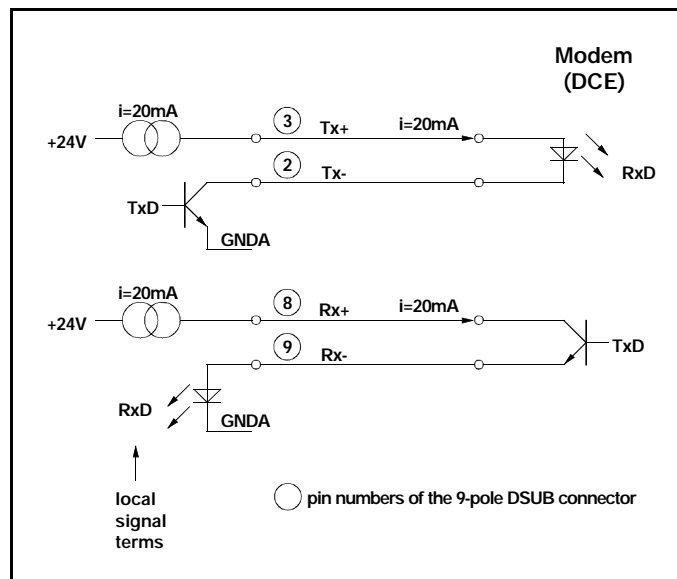 Modem
(DCE)
i=20mA
3
Tx+
i=20mA
+24V
2
Tx-
RxD
TxD
GNDA
i=20mA
8
Rx+
i=20mA
+24V
9
Rx-
TxD
RxD
GNDA
local
signal
terms
pin numbers of the 9-pole DSUB connector